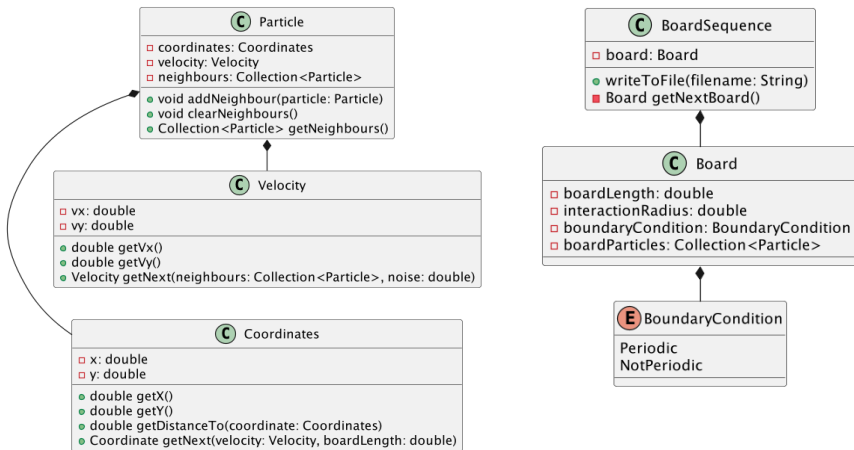 C Particle
coordinates: Coordinates
velocity: Velocity
neighbours: Collection<Particle>
void addNeighbour(particle: Particle)
void clearNeighbours()
Collection<Particle> getNeighbours()
C Velocity
vx: double
vy: double
double getVx()
double getVy()
Velocity getNext(neighbours: Collection<Particle>, noise: double)
C Coordinates
x: double
y: double
double getX()
double getY()
double getDistanceTo(coordinate: Coordinates)
Coordinate getNext(velocity: Velocity, boardLength: double)
C BoardSequence
board: Board
writeToFile(filename: String)
Board getNextBoard()
C Board
boardLength: double
interactionRadius: double
boundaryCondition: BoundaryCondition
boardParticles: Collection<Particle>
E BoundaryCondition
Periodic
NotPeriodic